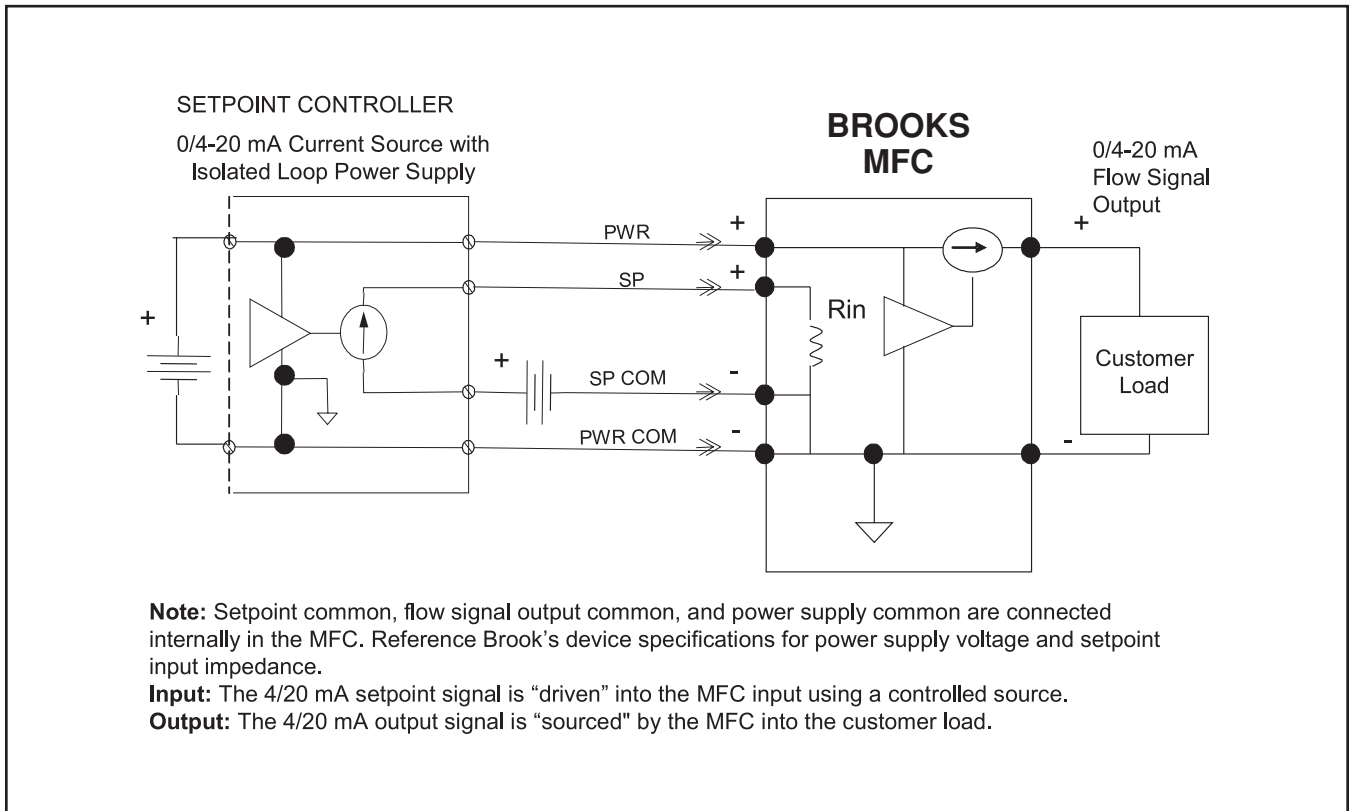 SETPOINT CONTROLLER
0/4-20 mA Current Source with
Isolated Loop Power Supply
BROOKS
MFC
0/4-20 mA
Flow Signal
Output
+
PWR
+
+
SP
+
Rin
+
+
SP COM
-
Customer
Load
PWR COM
-
-
Note: Setpoint common, flow signal output common, and power supply common are connected
internally in the MFC. Reference Brook's device specifications for power supply voltage and setpoint
input impedance.
Input: The 4/20 mA setpoint signal is “driven” into the MFC input using a controlled source.
Output: The 4/20 mA output signal is “sourced" by the MFC into the customer load.